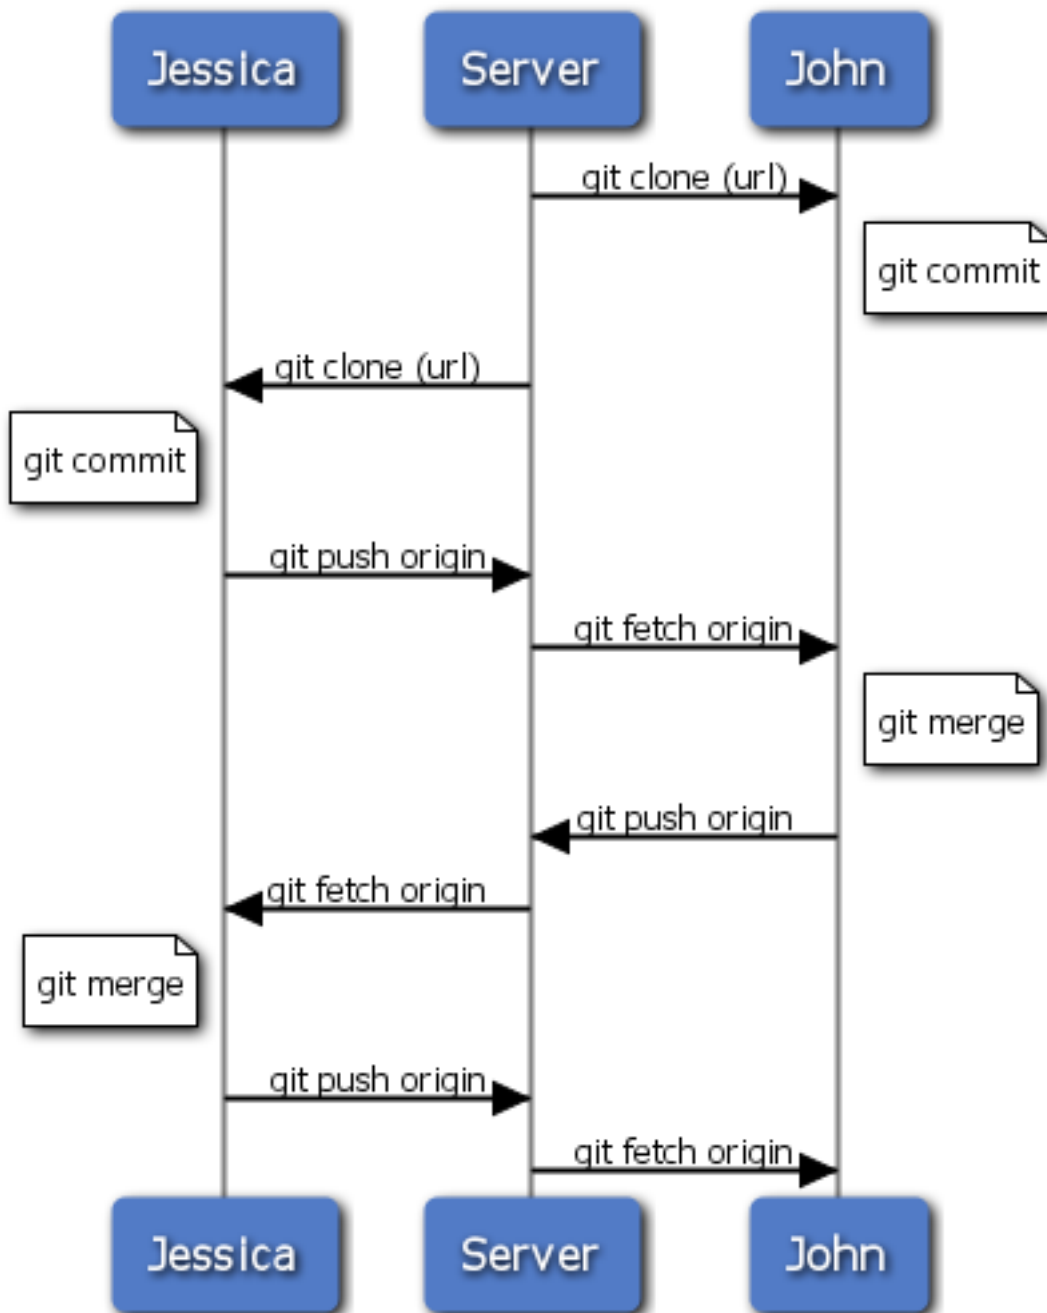 Jessica Server John
git clone (url)
git commit
git clone (url)
git commit
git push origin
git fetch origin
git merge
git push origin
git fetch origin
git merge
git push origin
git fetch origin
Jessica Server John